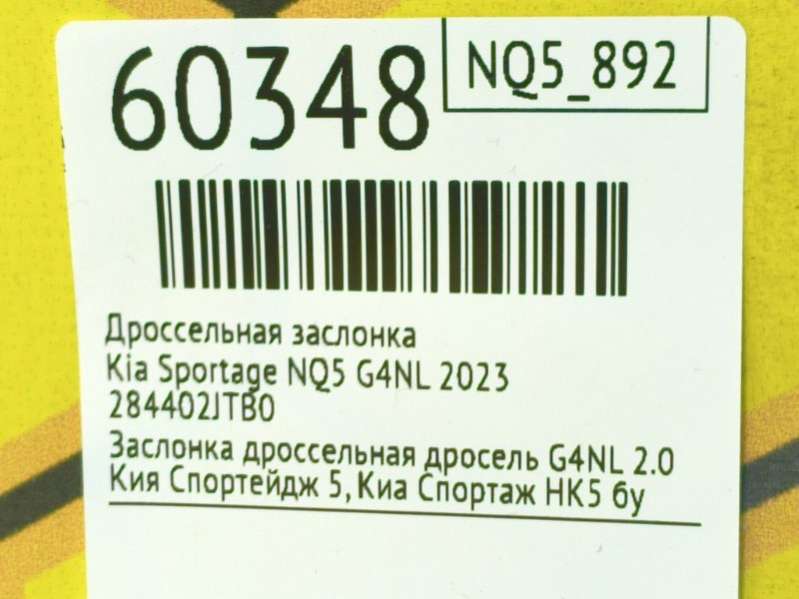 60348
NQ5_892
Дроссельная заслонка
Kia Sportage NQ5 G4NL 2023
284402JTB0
Заслонка дроссельная дросель G4NL 2.0
Кия Спортейдж 5, Киа Спортаж НК5 бу